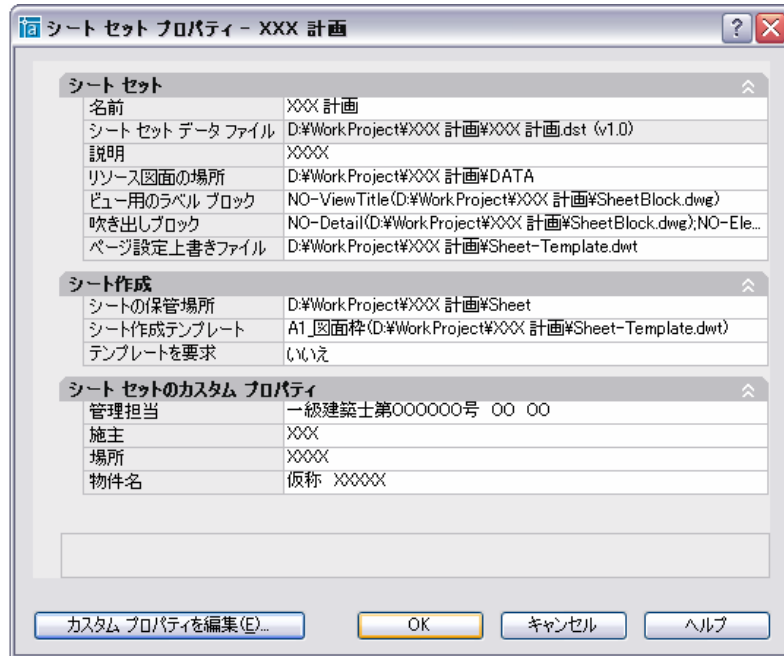 シート セット プロパティ - XXX 計画
シート セット
名前 XXX 計画
シート セット データ ファイル D:¥WorkProject¥XXX 計画¥XXX 計画.dst (v1.0)
説明 XXXX
リソース図面の場所 D:¥WorkProject¥XXX 計画¥DATA
ビュー用のラベル ブロック NO-ViewTitle(D:¥WorkProject¥XXX 計画¥SheetBlock.dwg)
吹き出しブロック NO-Detail(D:¥WorkProject¥XXX 計画¥SheetBlock.dwg);NO-Ele...
ページ設定上書きファイル D:¥WorkProject¥XXX 計画¥Sheet-Template.dwt
シート作成
シートの保管場所 D:¥WorkProject¥XXX 計画¥Sheet
シート作成テンプレート A1_図面枠(D:¥WorkProject¥XXX 計画¥Sheet-Template.dwt)
テンプレートを要求 いいえ
シート セットのカスタム プロパティ
管理担当 一級建築士第OOOOOO号 OO OO
施主 XXX
場所 XXXX
物件名 仮称 XXXXX
カスタム プロパティを編集(E)... OK キャンセル ヘルプ